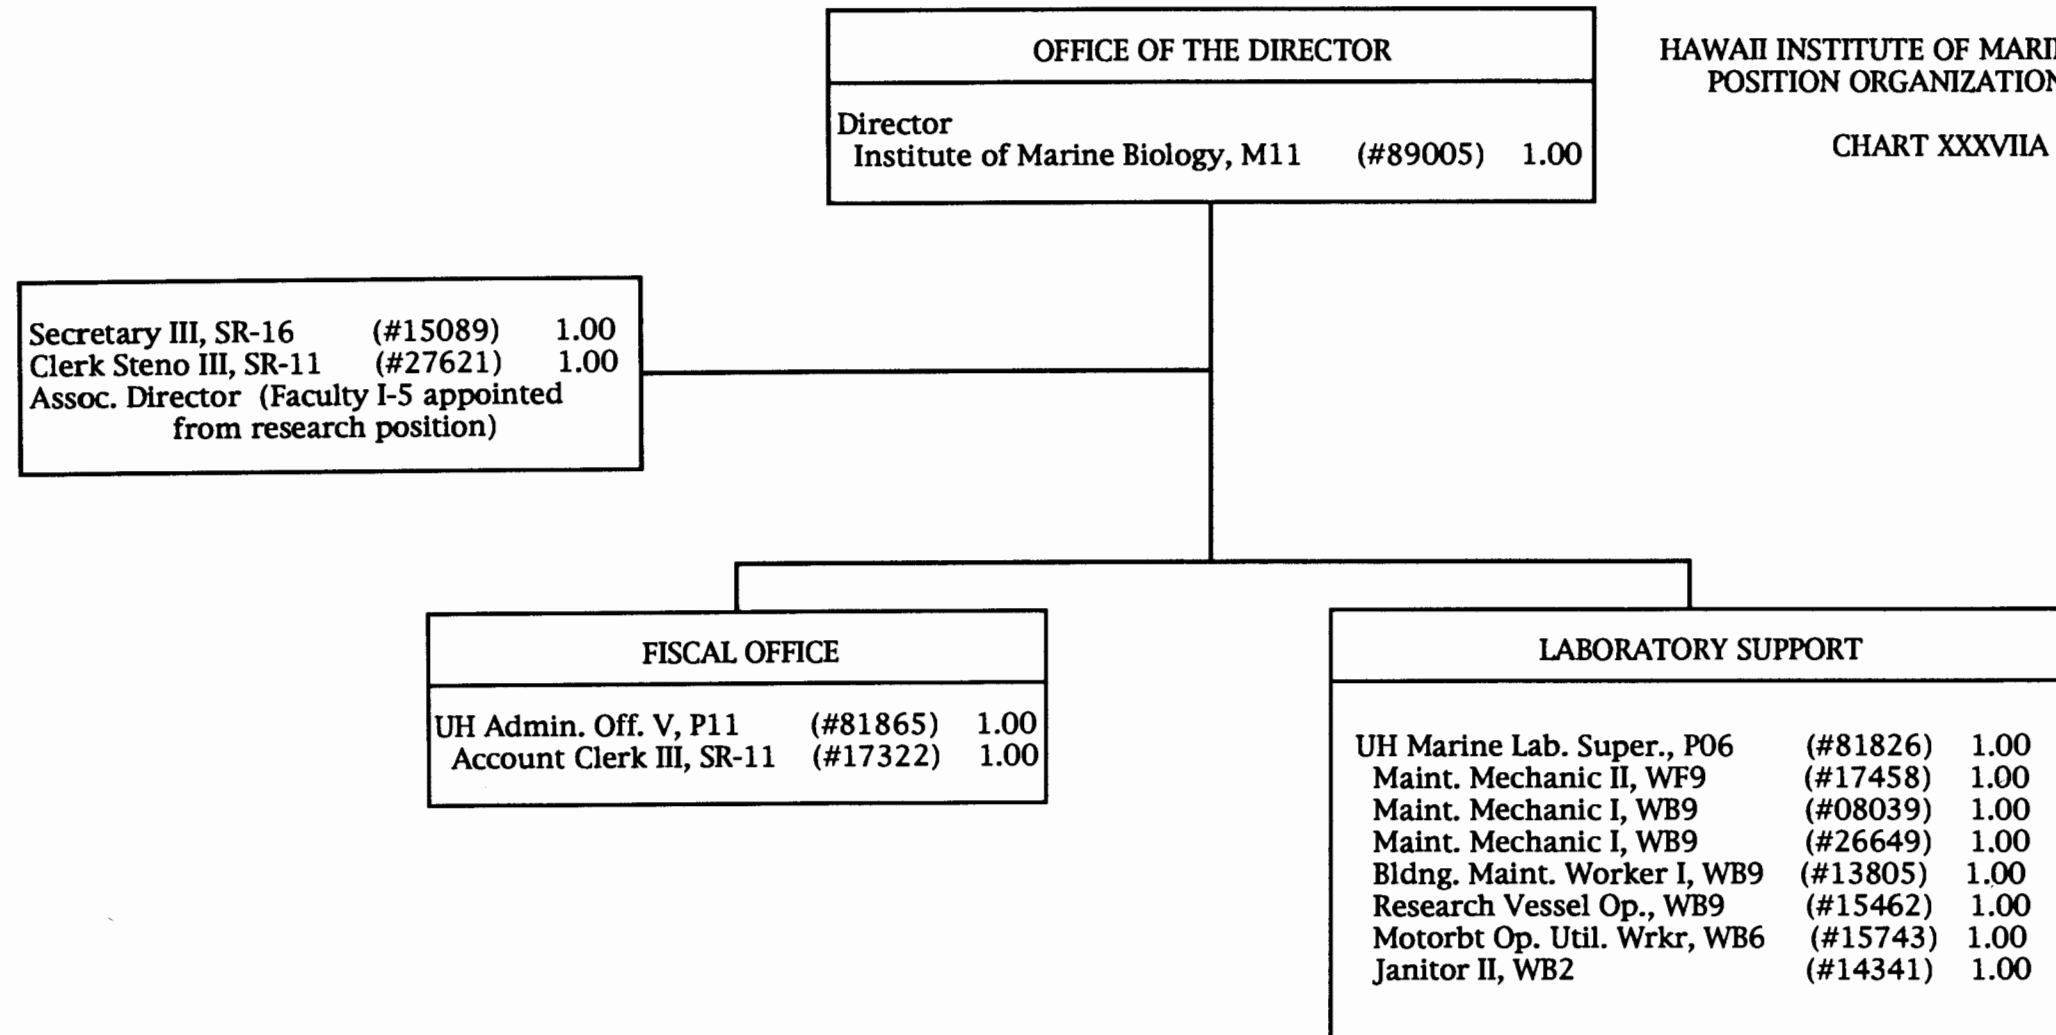 OFFICE OF THE DIRECTOR
Director
Institute of Marine Biology, M11 (#89005) 1.00
HAWAII INSTITUTE OF
POSITION
CHART XXXVIIA
Secretary III, SR-16 (#15089) 1.00
Clerk Steno III, SR-11 (#27621) 1.00
Assoc. Director (Faculty I-5 appointed
from research position)
FISCAL OFFICE
UH Admin. Off. V, P11 (#81865) 1.00
Account Clerk III, SR-11 (#17322) 1.00
LABORATORY SUPPORT
UH Marine Lab. Super., P06 (#81826) 1.00
Maint. Mechanic II, WF9 (#17458) 1.00
Maint. Mechanic I, WB9 (#08039) 1.00
Maint. Mechanic I, WB9 (#26649) 1.00
Bldng. Maint. Worker I, WB9 (#13805) 1.00
Research Vessel Op., WB9 (#15462) 1.00
Motorbt Op. Util. Wrkr, WB6 (#15743) 1.00
Janitor II, WB2 (#14341) 1.00